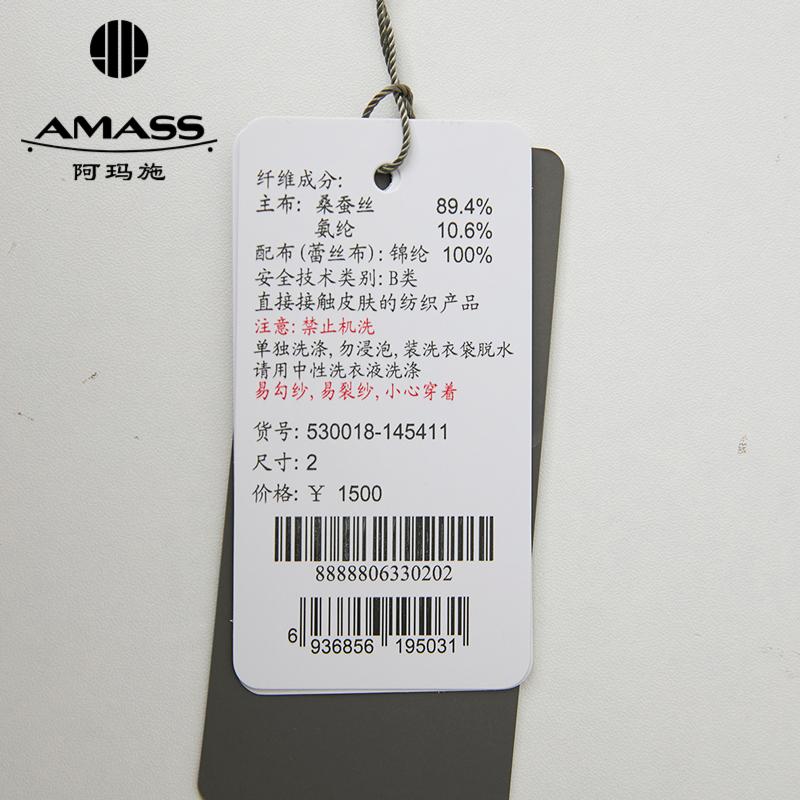 AMASS
阿玛施
纤维成分:
主布: 桑蚕丝 89.4%
氨纶 10.6%
配布(蕾丝布): 锦纶 100%
安全技术类别: B类
直接接触皮肤的纺织产品
注意: 禁止机洗
单独洗涤, 勿浸泡, 装洗衣袋脱水
请用中性洗衣液洗涤
易勾纱, 易裂纱, 小心穿着
货号: 530018-145411
尺寸: 2
价格: ¥ 1500
8888806330202
6 936856 195031